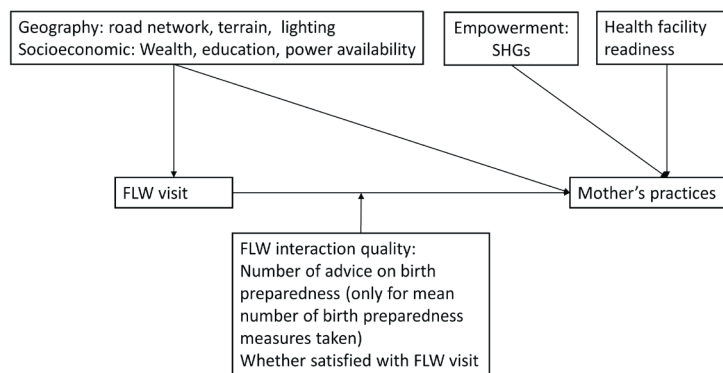 Geography: road network, terrain, lighting
Socioeconomic: Wealth, education, power availability
Empowerment:
SHGs
Health facility
readiness
FLW visit
Mother's practices
FLW interaction quality:
Number of advice on birth
preparedness (only for mean
number of birth preparedness
measures taken)
Whether satisfied with FLW visit